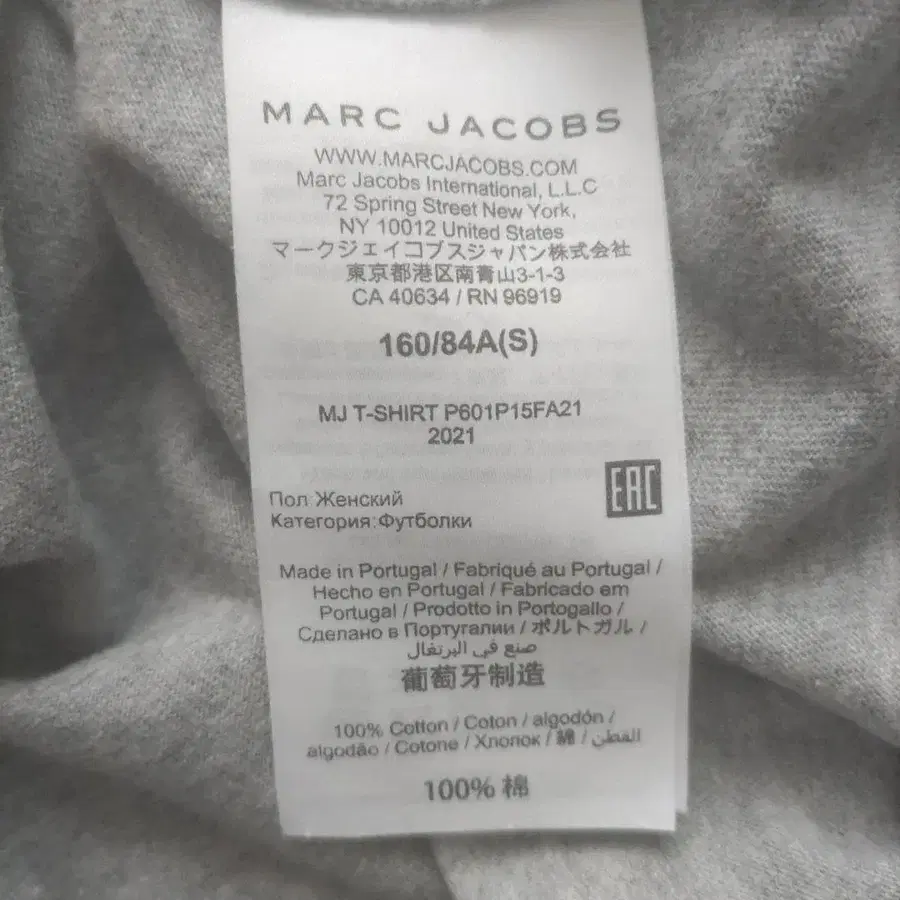 MARC JACOBS
WWW.MARCJACOBS.COM
Marc Jacobs International, L.L.C
72 Spring Street New York,
NY 10012 United States
マークジェイコブスジャパン株式会社
東京都港区南青山3-1-3
CA 40634 / RN 96919
160/84A(S)
MJ T-SHIRT P601P15FA21
2021
EAC
Пол:Женский
Категория:Футболки
Made in Portugal / Fabriqué au Portugal /
Hecho en Portugal / Fabricado em
Portugal / Prodotto in Portogallo /
Сделано в Португалии / ポルトガル /
صنع في البرتغال
葡萄牙制造
100% Cotton / Coton / algodón /
algodão / Cotone / Хлопок / 綿 / القطن
100% 棉